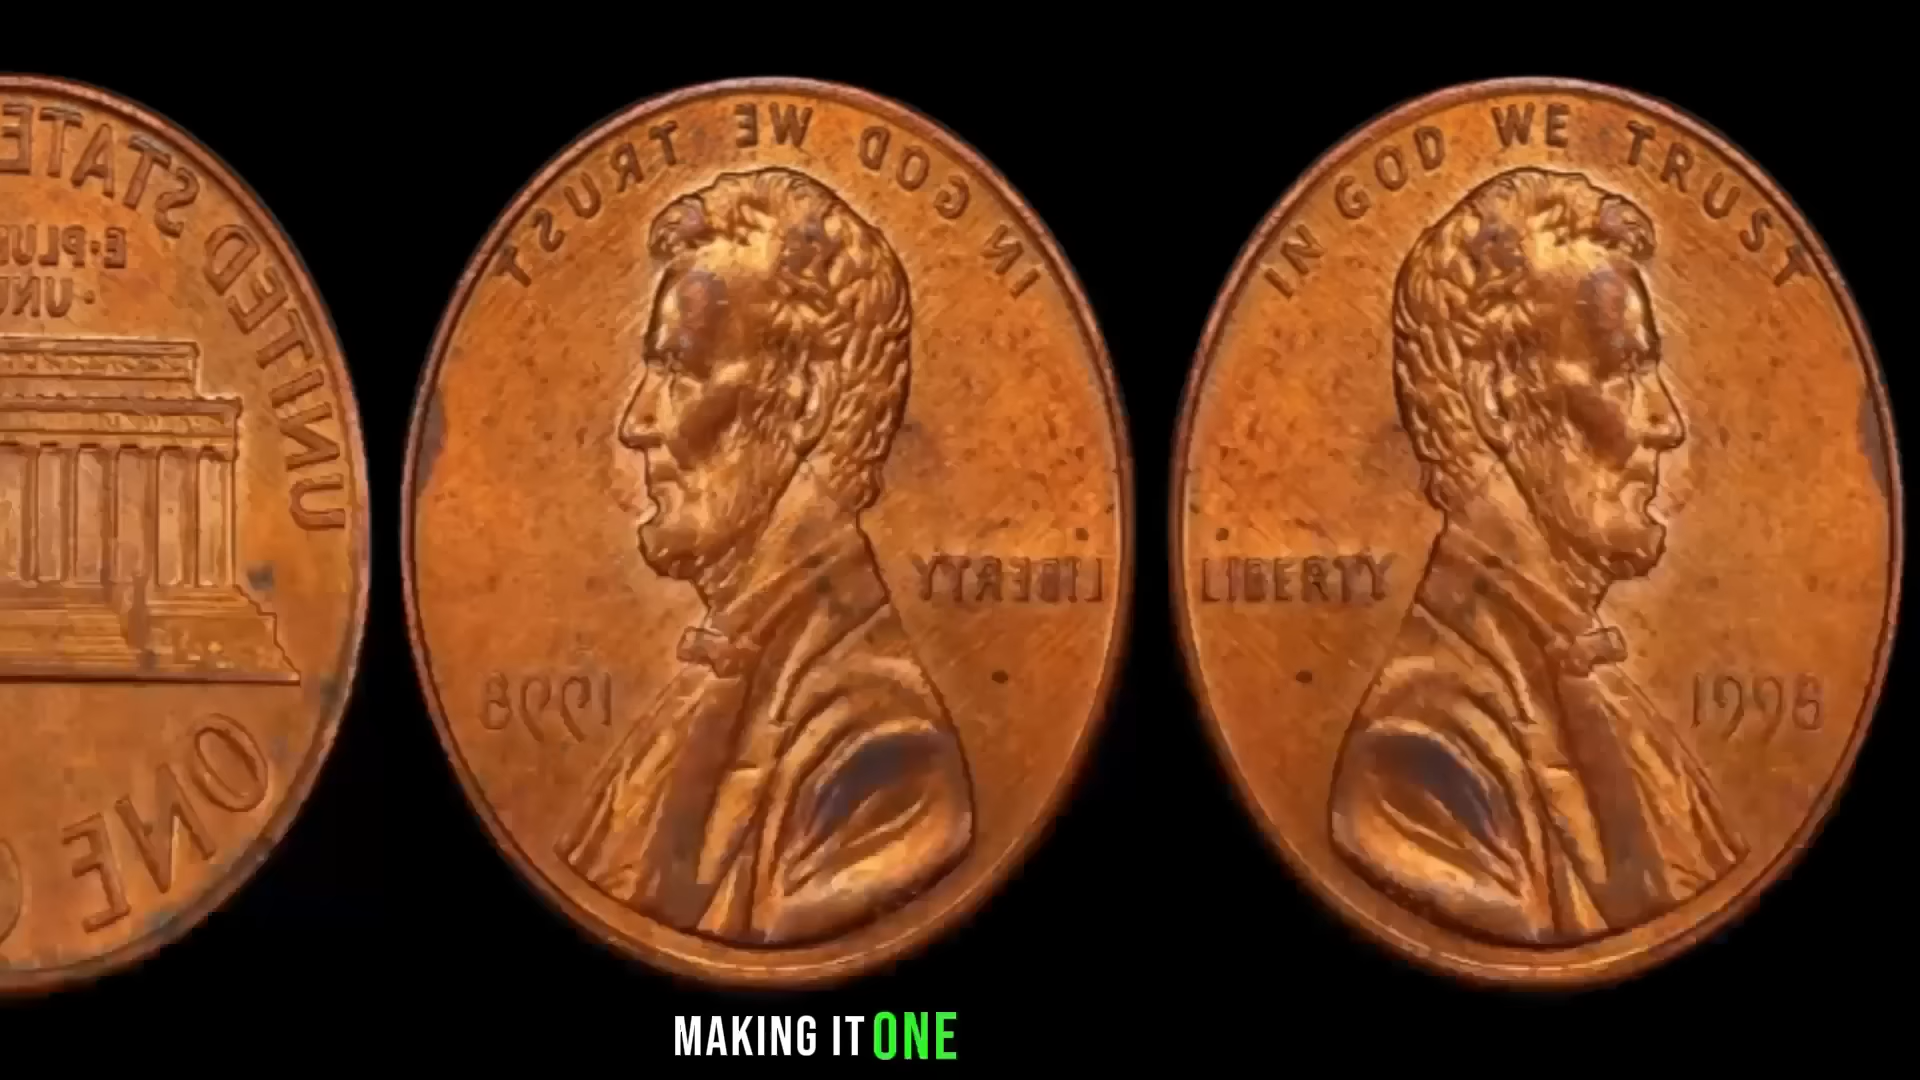 UNITED STATE
E·PLU
UNU
ONE
IN GOD WE TRUST
LIBERTY
1998
IN GOD WE TRUST
LIBERTY
1998
MAKING IT ONE